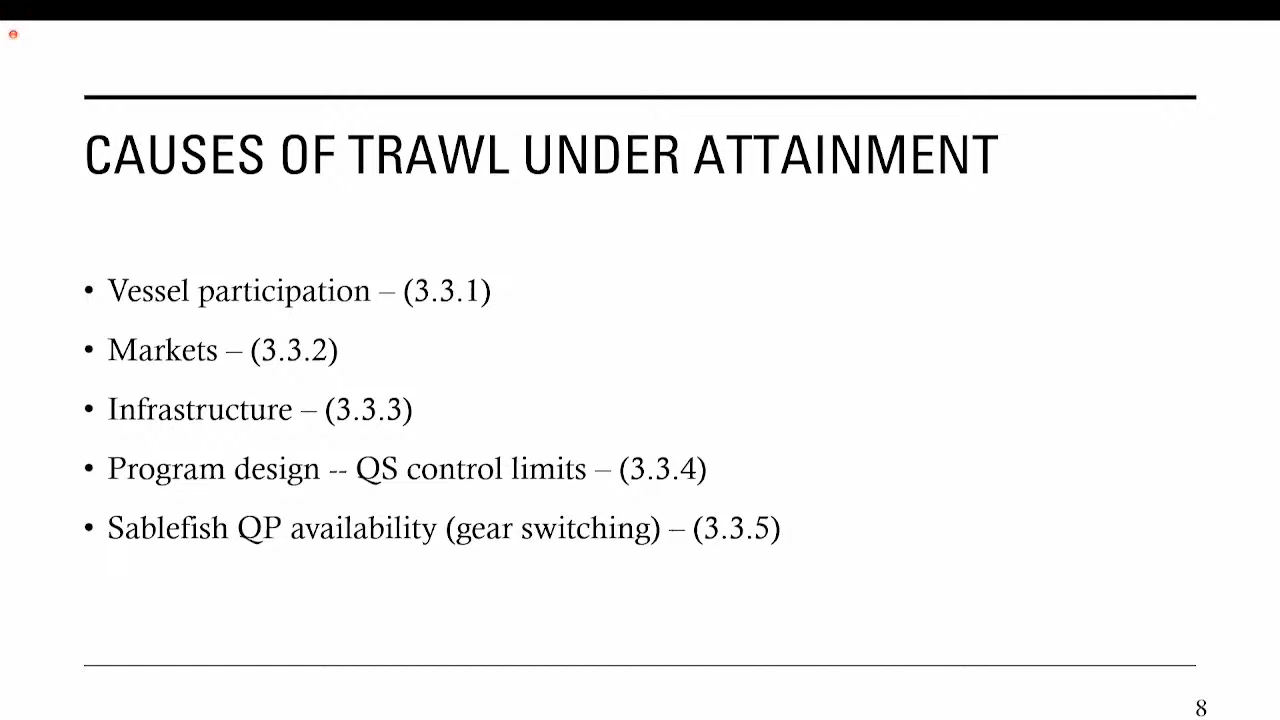 CAUSES OF TRAWL UNDER ATTAINMENT
• Vessel participation – (3.3.1)
• Markets – (3.3.2)
• Infrastructure – (3.3.3)
• Program design -- QS control limits – (3.3.4)
• Sablefish QP availability (gear switching) – (3.3.5)
8